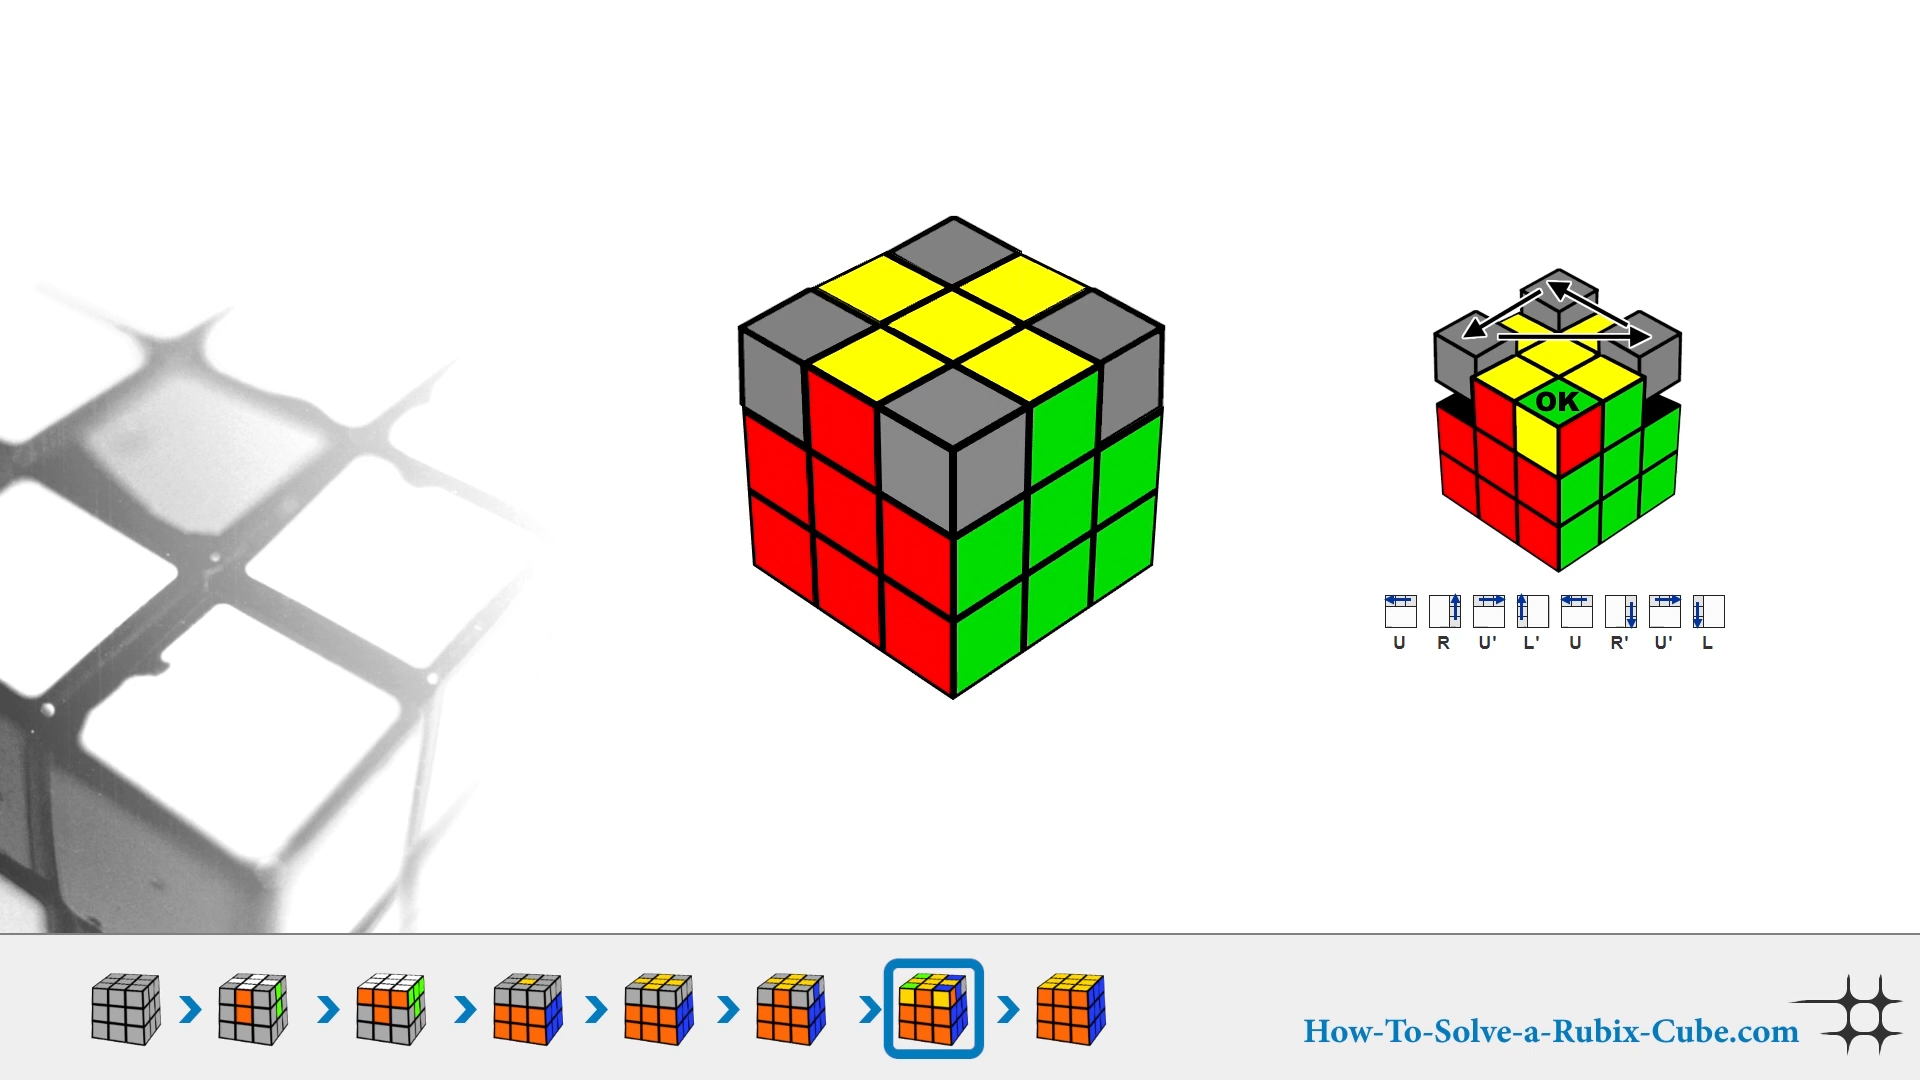 OK
U R U' L' U R' U' L
How-To-Solve-a-Rubix-Cube.com